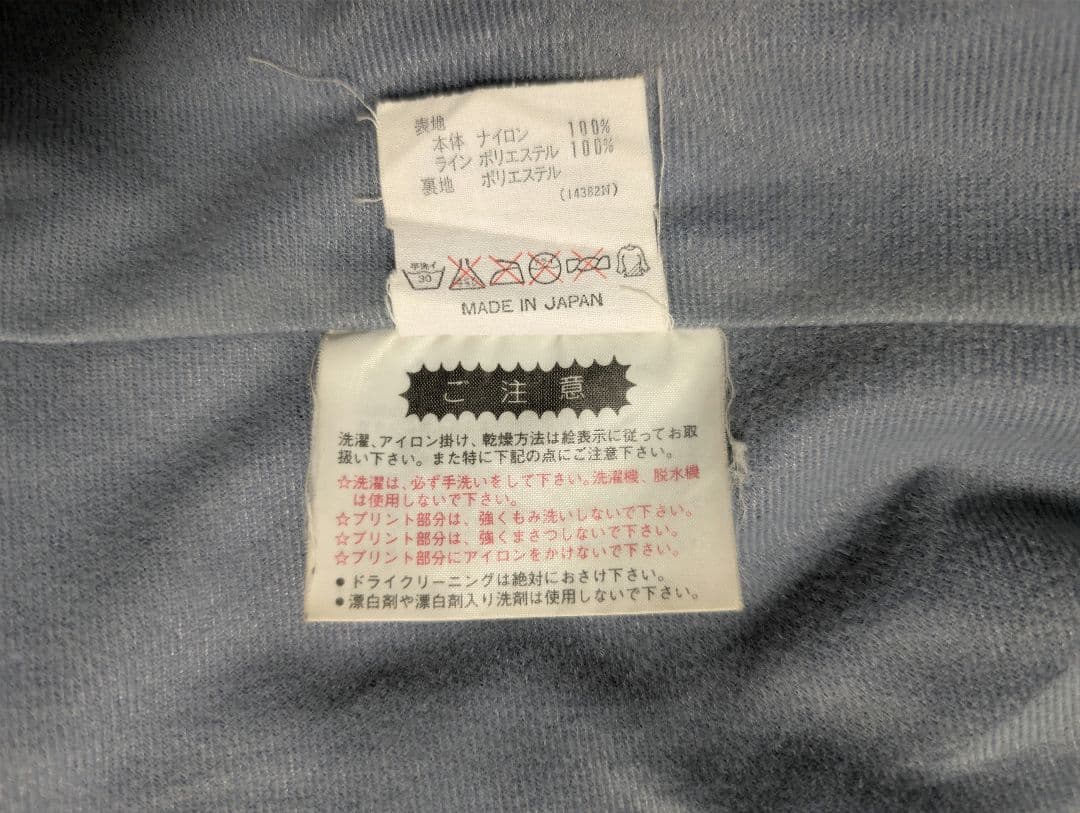 表地
本体 ナイロン 100%
ライン ポリエステル 100%
裏地 ポリエステル
(14382N)
手洗イ
30
MADE IN JAPAN
ご注意
洗濯、アイロン掛け、乾燥方法は絵表示に従ってお取
扱い下さい。また特に下記の点にご注意下さい。
☆洗濯は、必ず手洗いをして下さい。洗濯機、脱水機
は使用しないで下さい。
☆プリント部分は、強くもみ洗いしないで下さい。
☆プリント部分は、強くまさつしないで下さい。
☆プリント部分にアイロンをかけないで下さい。
●ドライクリーニングは絶対におさけ下さい。
●漂白剤や漂白剤入り洗剤は使用しないで下さい。